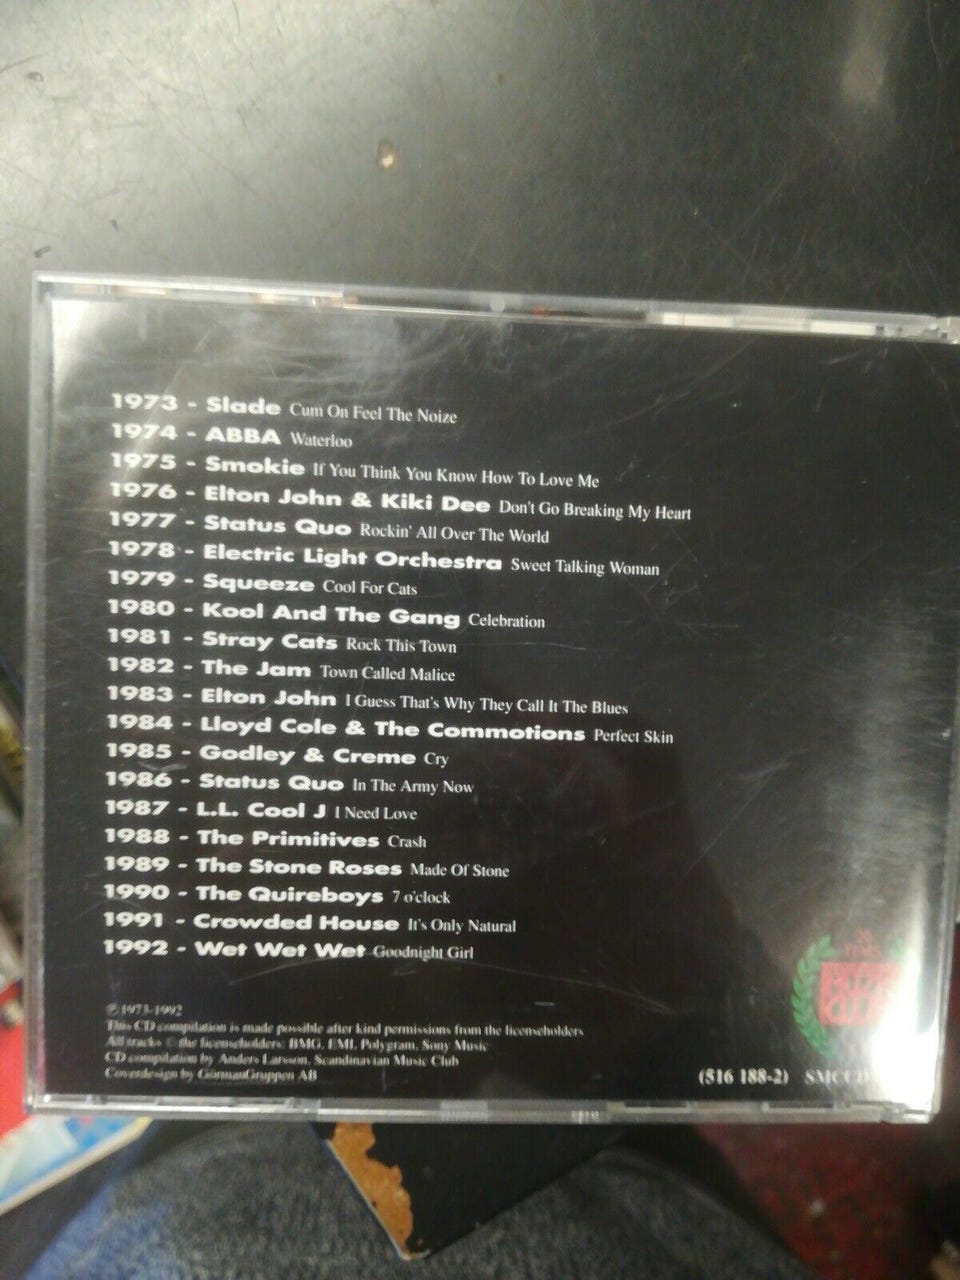 1973 - Slade Cum On Feel The Noize
1974 - ABBA Waterloo
1975 - Smokie If You Think You Know How To Love Me
1976 - Elton John & Kiki Dee Don't Go Breaking My Heart
1977 - Status Quo Rockin' All Over The World
1978 - Electric Light Orchestra Sweet Talking Woman
1979 - Squeeze Cool For Cats
1980 - Kool And The Gang Celebration
1981 - Stray Cats Rock This Town
1982 - The Jam Town Called Malice
1983 - Elton John I Guess That's Why They Call It The Blues
1984 - Lloyd Cole & The Commotions Perfect Skin
1985 - Godley & Creme Cry
1986 - Status Quo In The Army Now
1987 - L.L. Cool J I Need Love
1988 - The Primitives Crash
1989 - The Stone Roses Made Of Stone
1990 - The Quireboys 7 o'clock
1991 - Crowded House It's Only Natural
1992 - Wet Wet Wet Goodnight Girl
℗ 1973-1992
This CD compilation is made possible after kind permissions from the licenseholders
All tracks © the licenseholders: BMG, EMI, Polygram, Sony Music
CD compilation by Anders Larsson, Scandinavian Music Club
Coverdesign by GörmanGruppen AB
(516 188-2) SMCCD